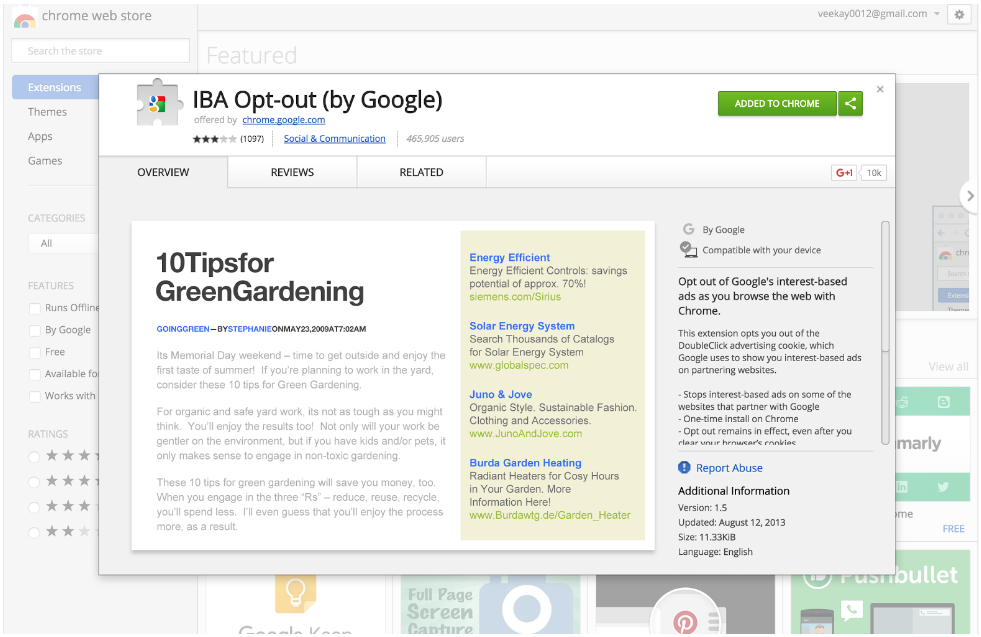 chrome web store
veekay0012@gmail.com
Search the store
Featured
Extensions
Themes
Apps
Games
CATEGORIES
All
FEATURES
Runs Offline
By Google
Free
Available for
Works with
RATINGS
IBA Opt-out (by Google)
offered by chrome.google.com
(1097)
Social & Communication
465,905 users
ADDED TO CHROME
OVERVIEW
REVIEWS
RELATED
G+1
10k
10Tipsfor
GreenGardening
GOINGGREEN—BYSTEPHANIEONMAY23,2009AT7:02AM
Its Memorial Day weekend – time to get outside and enjoy the
first taste of summer! If you're planning to work in the yard,
consider these 10 tips for Green Gardening.
For organic and safe yard work, its not as tough as you might
think. You'll enjoy the results too! Not only will your work be
gentler on the environment, but if you have kids and/or pets, it
only makes sense to engage in non-toxic gardening.
These 10 tips for green gardening will save you money, too.
When you engage in the three "Rs" – reduce, reuse, recycle,
you'll spend less. I'll even guess that you'll enjoy the process
more, as a result.
Energy Efficient
Energy Efficient Controls: savings
potential of approx. 70%!
siemens.com/Sirius
Solar Energy System
Search Thousands of Catalogs
for Solar Energy System
www.globalspec.com
Juno & Jove
Organic Style. Sustainable Fashion.
Clothing and Accessories.
www.JunoAndJove.com
Burda Garden Heating
Radiant Heaters for Cosy Hours
in Your Garden. More
Information Here!
www.Burdawtg.de/Garden_Heater
By Google
Compatible with your device
Opt out of Google's interest-based
ads as you browse the web with
Chrome.
This extension opts you out of the
DoubleClick advertising cookie, which
Google uses to show you interest-based ads
on partnering websites.
- Stops interest-based ads on some of the
websites that partner with Google
- One-time install on Chrome
- Opt out remains in effect, even after you
clear your browser's cookies
Report Abuse
Additional Information
Version: 1.5
Updated: August 12, 2013
Size: 11.33KiB
Language: English
View all
marly
ome
FREE
Google Keep
Full Page
Screen
Capture
Pushbullet